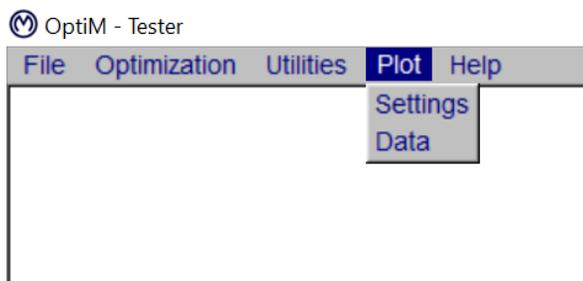 OptiM - Tester
File Optimization Utilities Plot Help
Settings
Data